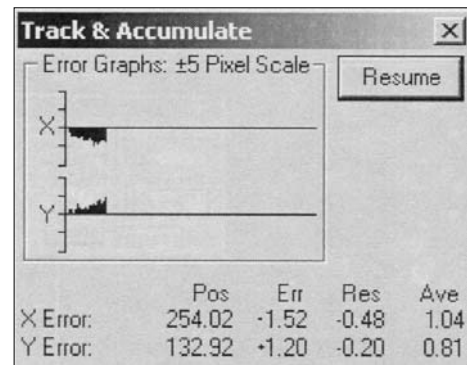 Track & Accumulate
Error Graphs: ±5 Pixel Scale
Resume
X
Y
Pos Err Res Ave
X Error: 254.02 -1.52 -0.48 1.04
Y Error: 132.92 +1.20 -0.20 0.81